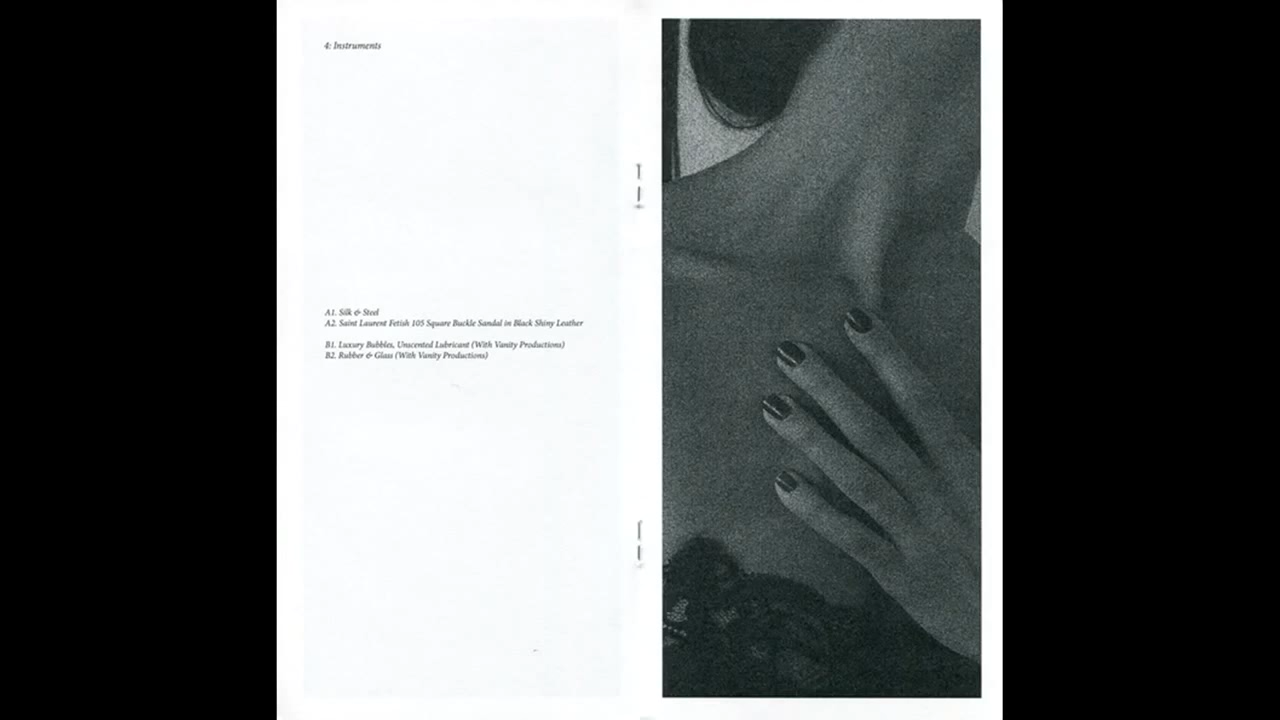 4: Instruments
A1. Silk & Steel
A2. Saint Laurent Fetish 105 Square Buckle Sandal in Black Shiny Leather
B1. Luxury Bubbles, Unscented Lubricant (With Vanity Productions)
B2. Rubber & Glass (With Vanity Productions)